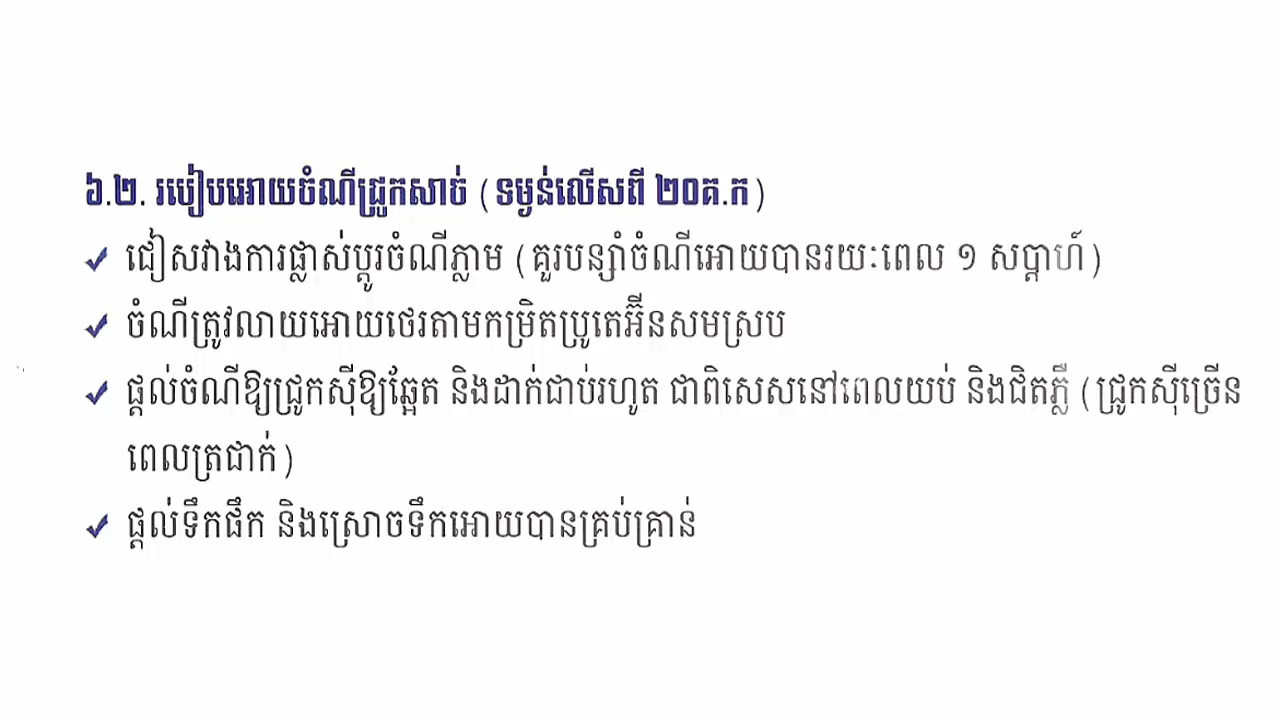 ៦.២. របៀបអោយចំណីជ្រូកសាច់ (ទម្ងន់លើសពី ២០គ.ក)
✓ ជៀសវាងការផ្លាស់ប្ដូរចំណីភ្លាម (គួរបន្សាំចំណីអោយបានរយៈពេល ១ សប្ដាហ៍)
✓ ចំណីត្រូវលាយអោយថេរតាមកម្រិតប្រូតេអ៊ីនសមស្រប
✓ ផ្ដល់ចំណីឱ្យជ្រូកស៊ីឱ្យឆ្អែត និងដាក់ជាប់រហូត ជាពិសេសនៅពេលយប់ និងជិតភ្លឺ (ជ្រូកស៊ីច្រើន
ពេលត្រជាក់)
✓ ផ្ដល់ទឹកផឹក និងស្រោចទឹកអោយបានគ្រប់គ្រាន់